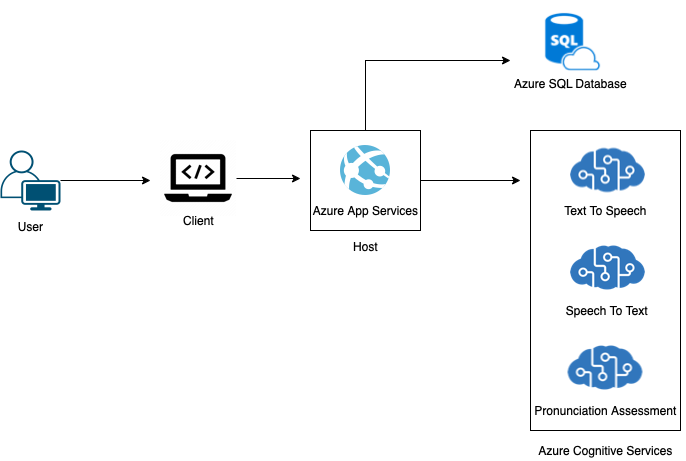 SQL
Azure SQL Database
</>
User
Client
Azure App Services
Host
Text To Speech
Speech To Text
Pronunciation Assessment
Azure Cognitive Services